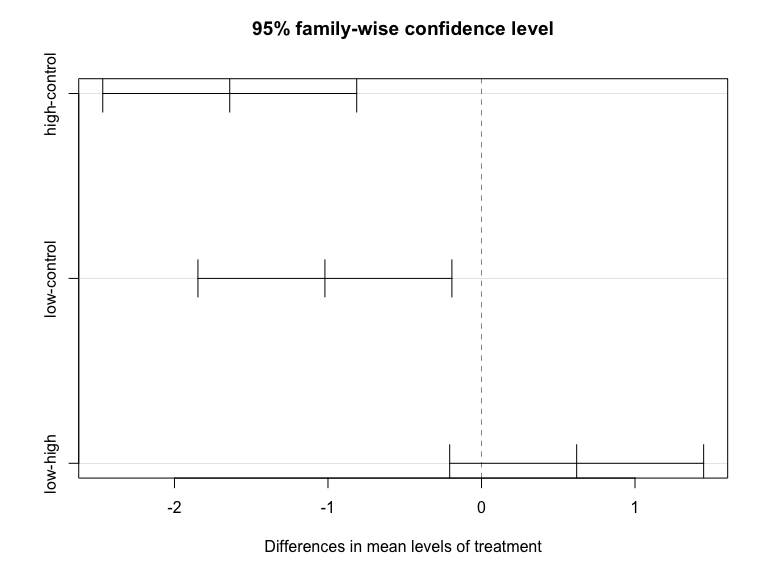 95% family-wise confidence level
high-control
low-control
low-high
-2
-1
0
1
Differences in mean levels of treatment